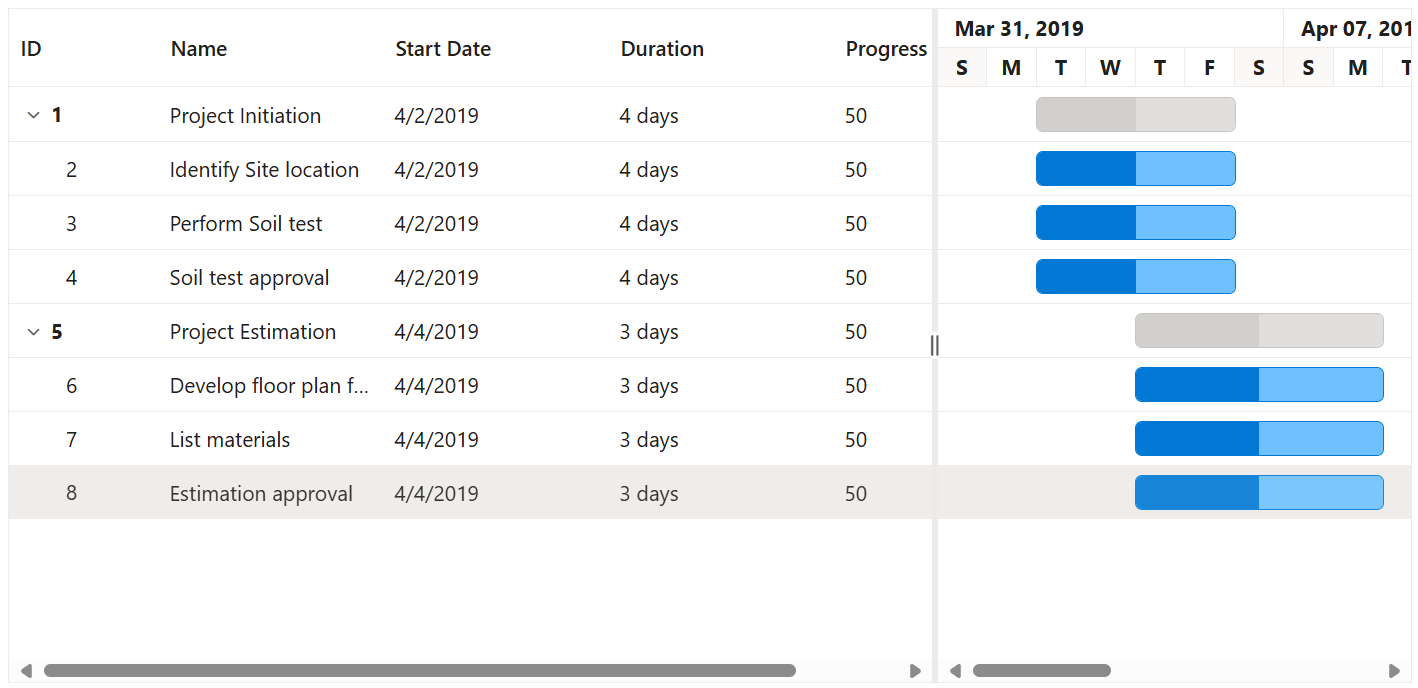 ID Name Start Date Duration Progress
Mar 31, 2019 Apr 07, 201
S M T W T F S S M T
1 Project Initiation 4/2/2019 4 days 50
2 Identify Site location 4/2/2019 4 days 50
3 Perform Soil test 4/2/2019 4 days 50
4 Soil test approval 4/2/2019 4 days 50
5 Project Estimation 4/4/2019 3 days 50
6 Develop floor plan f... 4/4/2019 3 days 50
7 List materials 4/4/2019 3 days 50
8 Estimation approval 4/4/2019 3 days 50